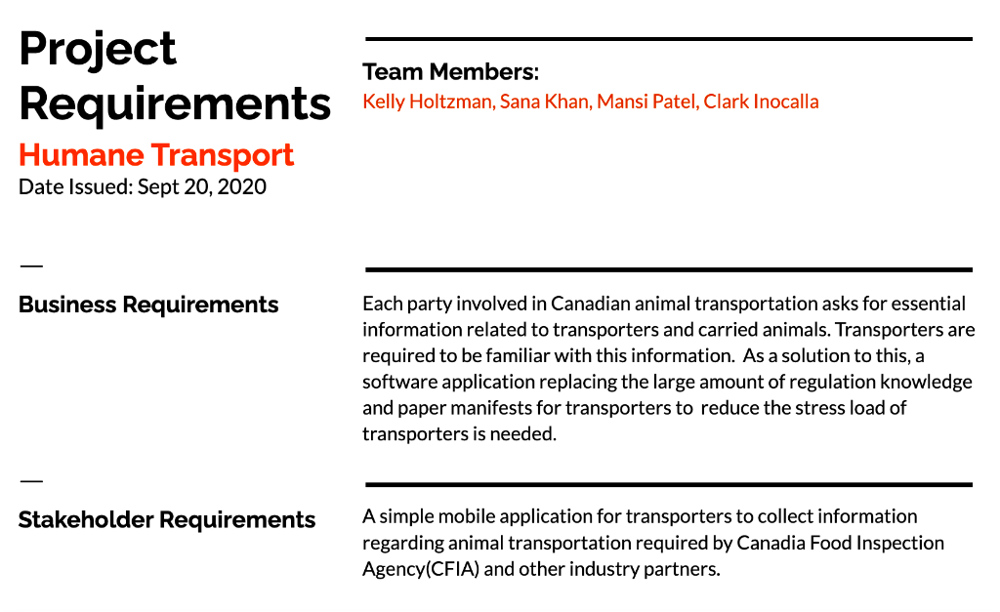 Project
Requirements
Humane Transport
Date Issued: Sept 20, 2020
Team Members:
Kelly Holtzman, Sana Khan, Mansi Patel, Clark Inocalla
—
Business Requirements
Each party involved in Canadian animal transportation asks for essential
information related to transporters and carried animals. Transporters are
required to be familiar with this information.  As a solution to this, a
software application replacing the large amount of regulation knowledge
and paper manifests for transporters to  reduce the stress load of
transporters is needed.
—
Stakeholder Requirements
A simple mobile application for transporters to collect information
regarding animal transportation required by Canadia Food Inspection
Agency(CFIA) and other industry partners.